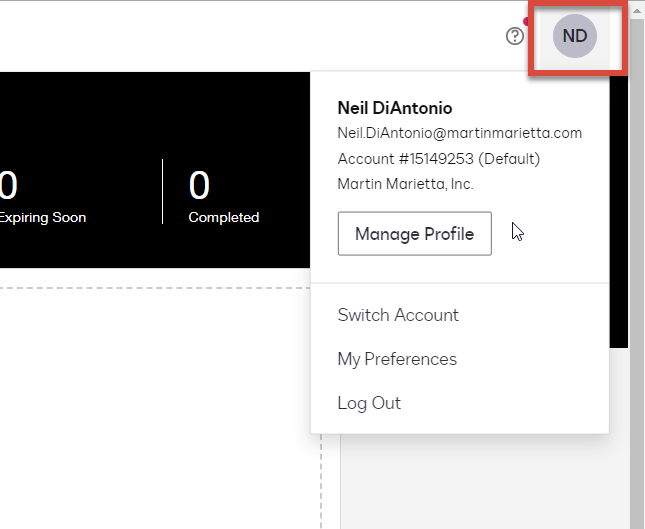 ND
Neil DiAntonio
Neil.DiAntonio@martinmarietta.com
Account #15149253 (Default)
Martin Marietta, Inc.
0
Expiring Soon
0
Completed
Manage Profile
Switch Account
My Preferences
Log Out